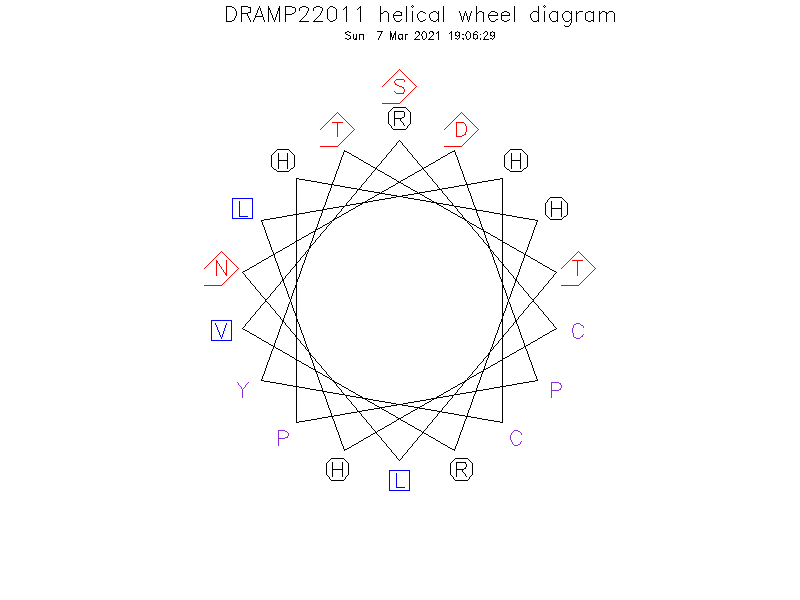 DRAMP22011 helical wheel diagram
Sun 7 Mar 2021 19:06:29
S
R
T D
H H
L H
N T
V C
Y P
P C
H R
L